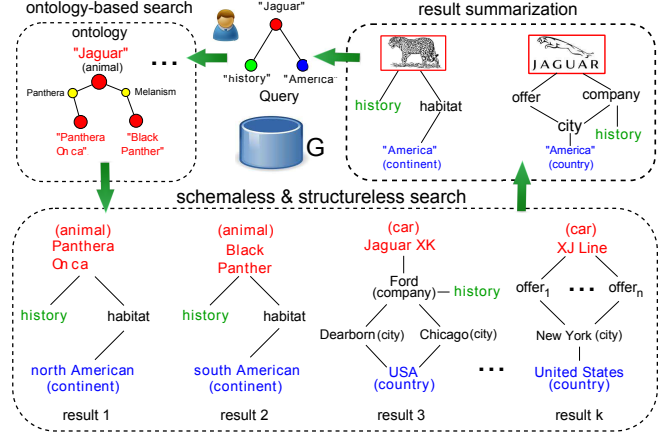 ontology-based search
ontology
"Jaguar"
(animal)
...
Panthera
Melanism
"Panthera
Onca"
"Black
Panther"
"Jaguar"
"history"
"America"
Query
G
result summarization
history
habitat
"America"
(continent)
JAGUAR
offer
company
city
history
"America"
(country)
schemaless & structureless search
(animal)
Panthera
Onca
history
habitat
north American
(continent)
result 1
(animal)
Black
Panther
history
habitat
south American
(continent)
result 2
(car)
Jaguar XK
Ford
(company)
history
Dearborn (city)
Chicago (city)
USA
(country)
result 3
...
(car)
XJ Line
offer1
...
offern
New York (city)
United States
(country)
result k